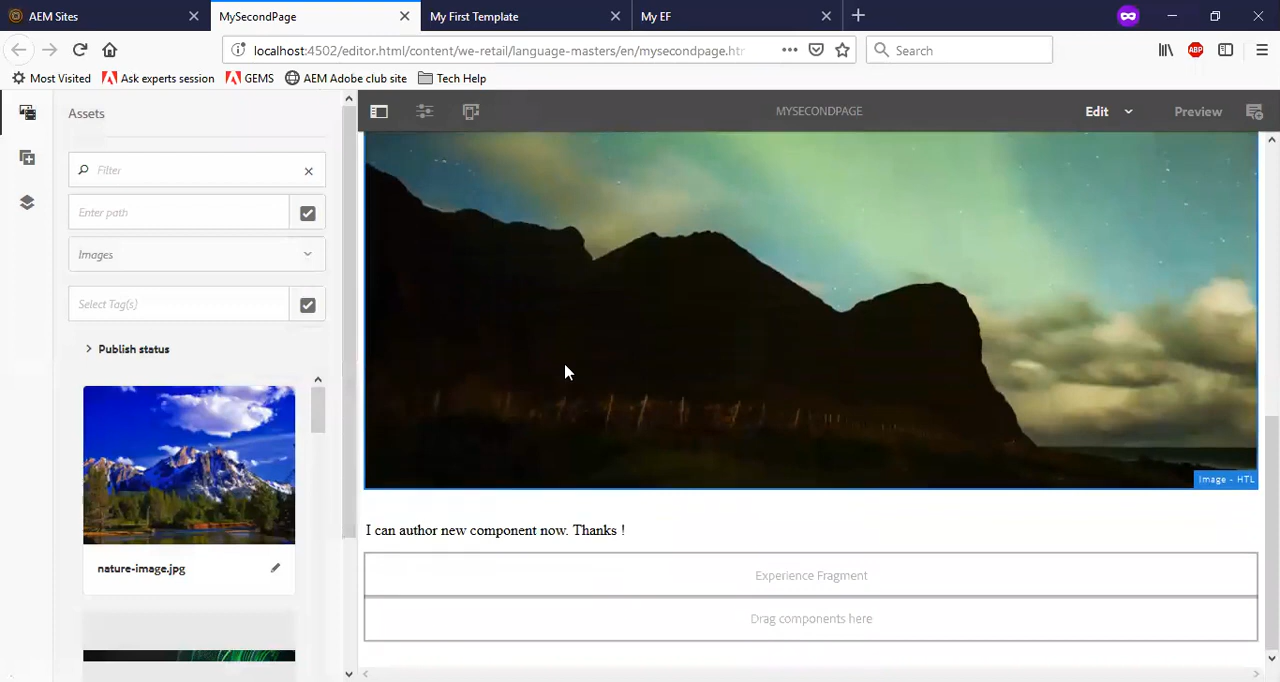 AEM Sites
MySecondPage
My First Template
My EF
localhost:4502/editor.html/content/we-retail/language-masters/en/mysecondpage.htr
Search
ABP
Most Visited
Ask experts session
GEMS
AEM Adobe club site
Tech Help
Assets
MYSECONDPAGE
Edit
Preview
Filter
Enter path
Images
Select Tag(s)
Publish status
nature-image.jpg
Image - HTL
I can author new component now. Thanks !
Experience Fragment
Drag components here